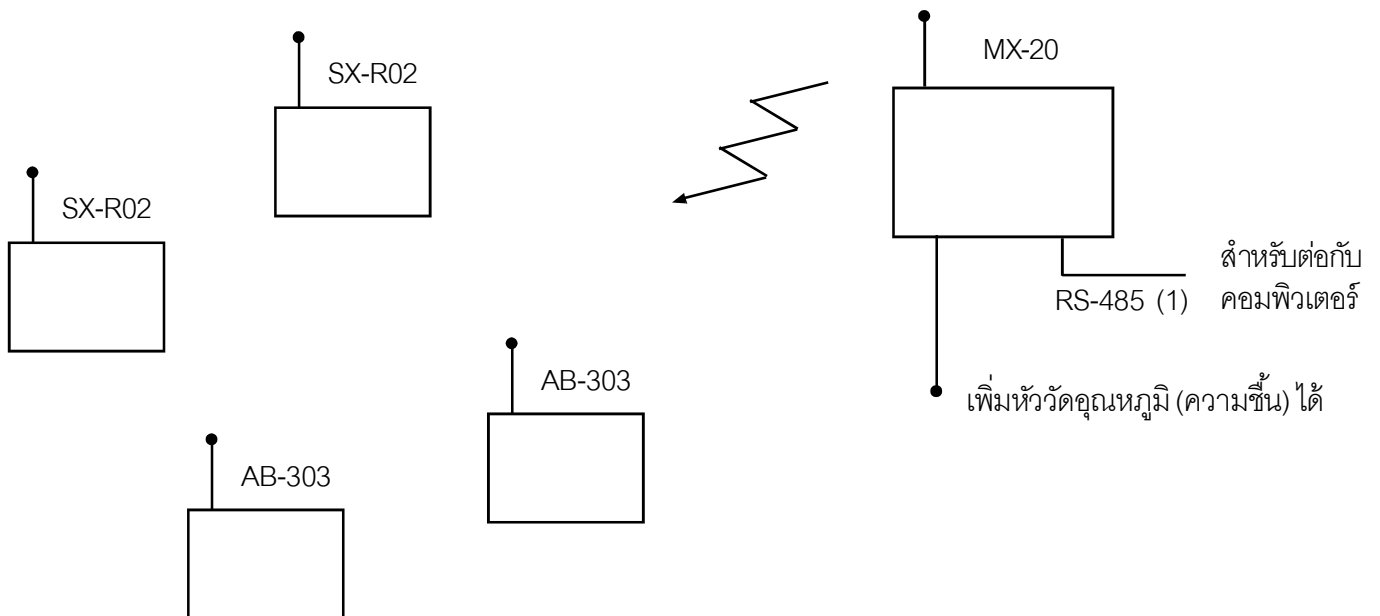 MX-20
SX-R02
SX-R02
สำหรับต่อกับ
คอมพิวเตอร์
RS-485 (1)
AB-303
เพิ่มหัววัดอุณหภูมิ (ความชื้น) ได้
AB-303